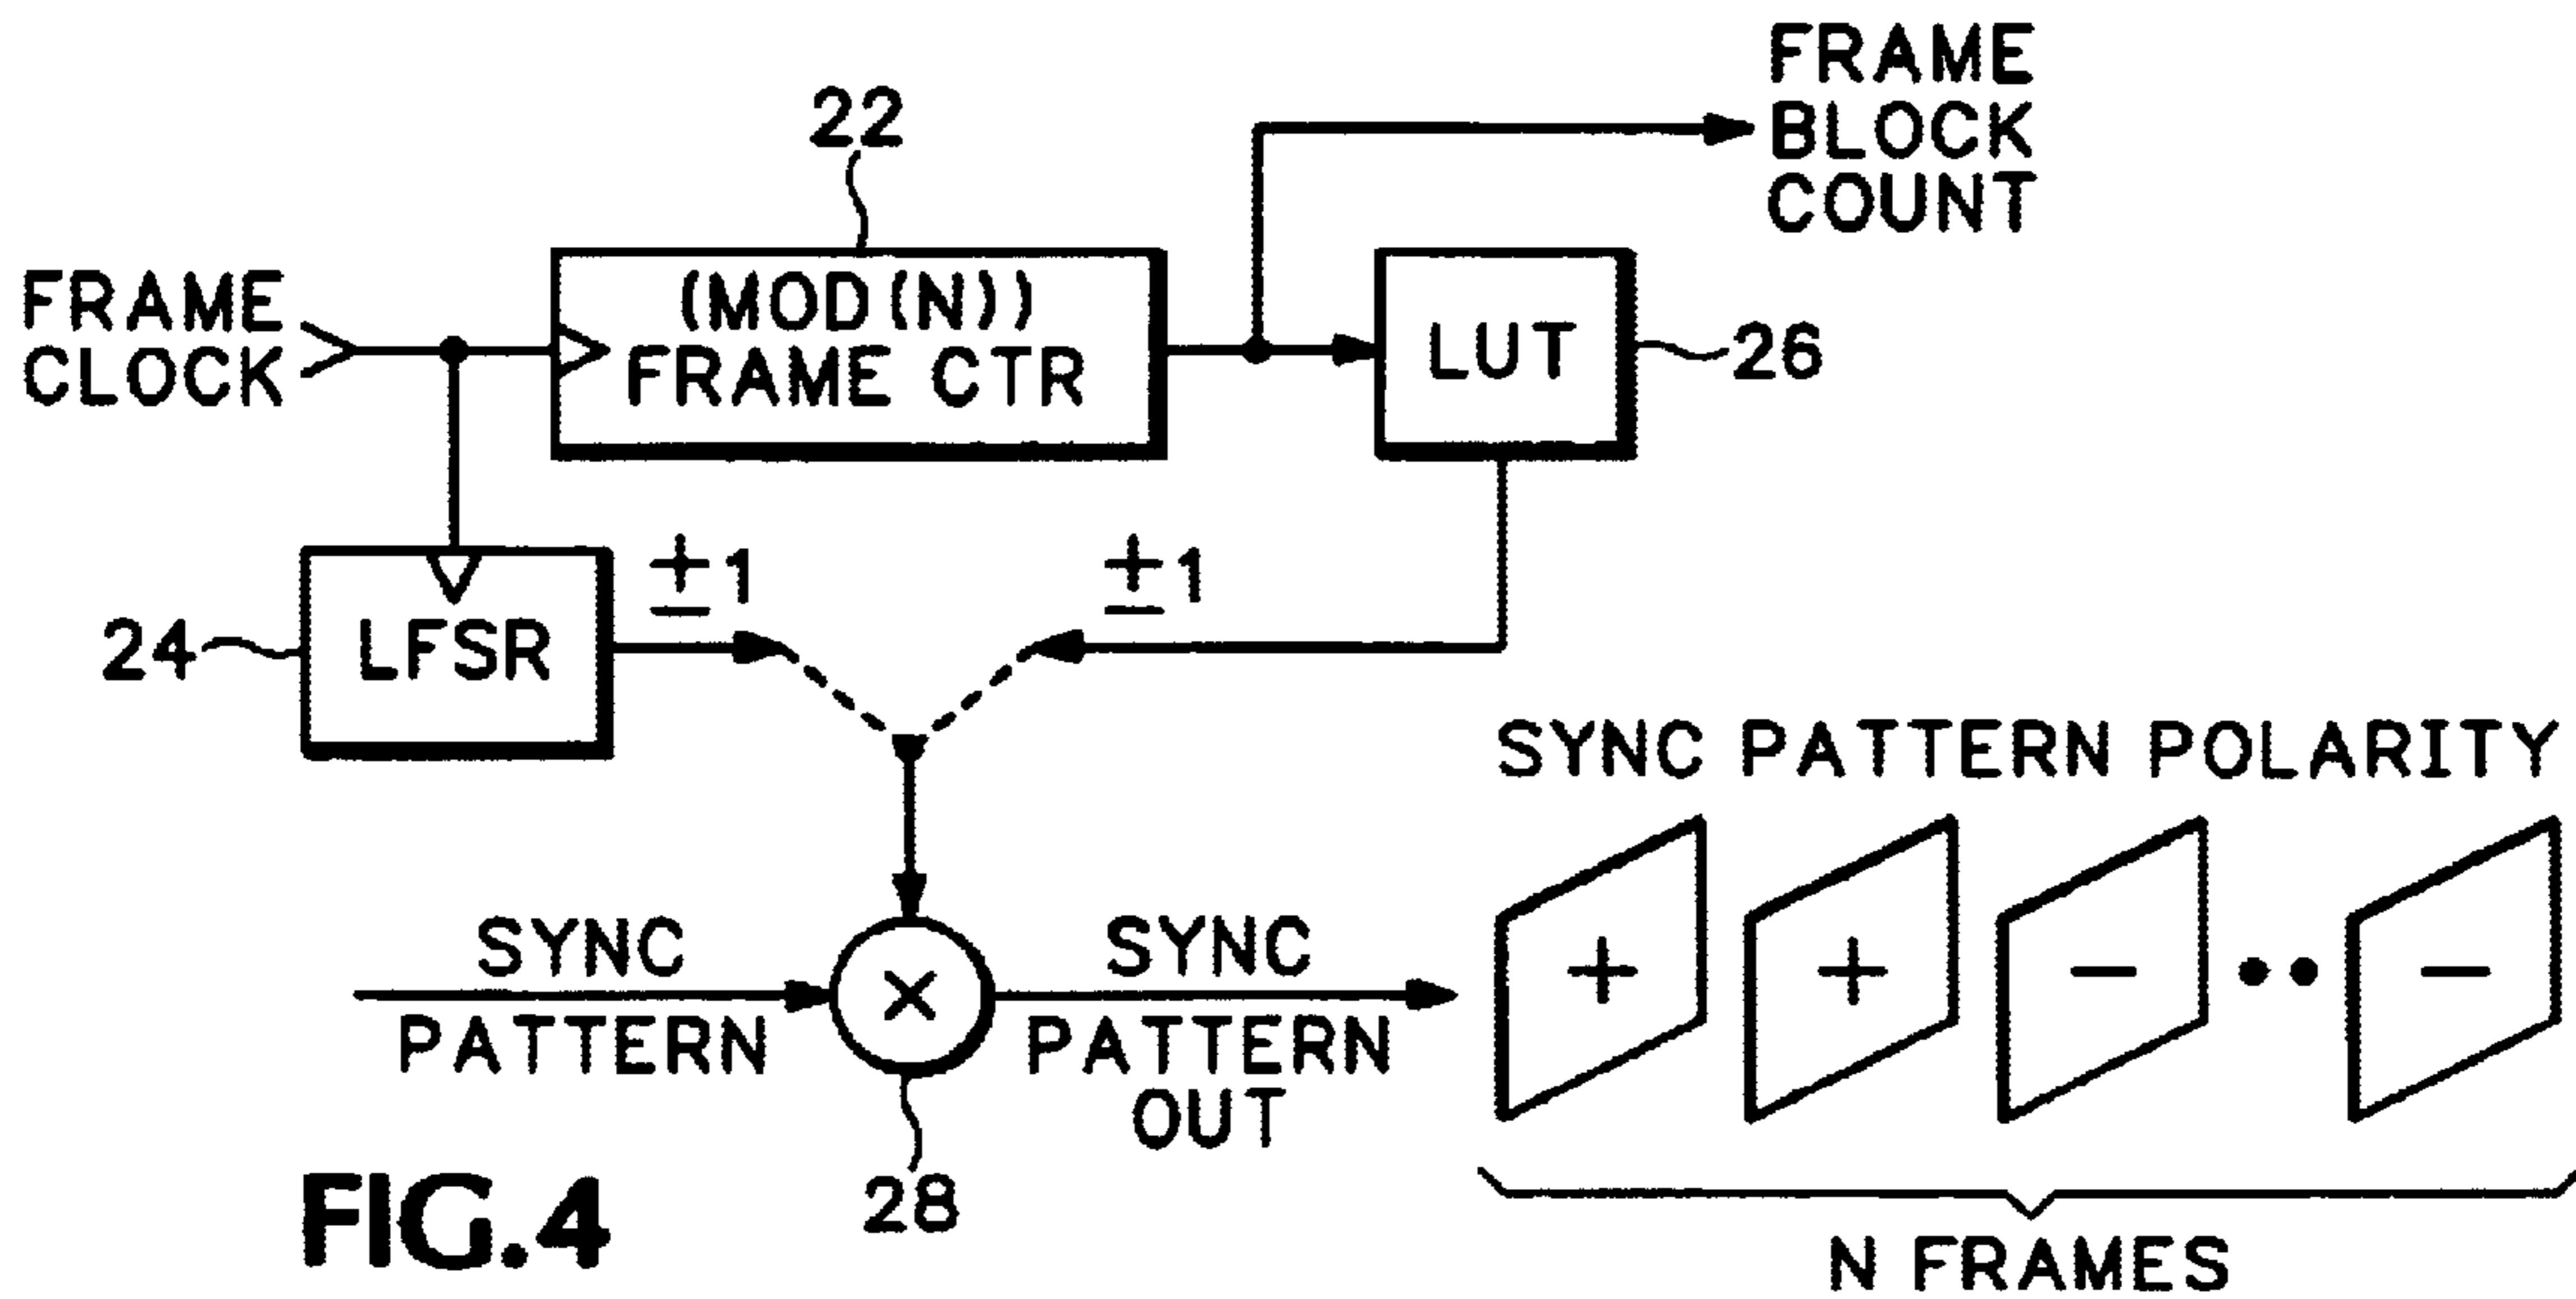 FRAME
BLOCK
COUNT
22
FRAME
CLOCK
(MOD(N))
FRAME CTR
LUT
26
±1
±1
24
LFSR
SYNC PATTERN POLARITY
SYNC
PATTERN
×
SYNC
PATTERN
OUT
+ + − •• −
28
FIG.4
N FRAMES